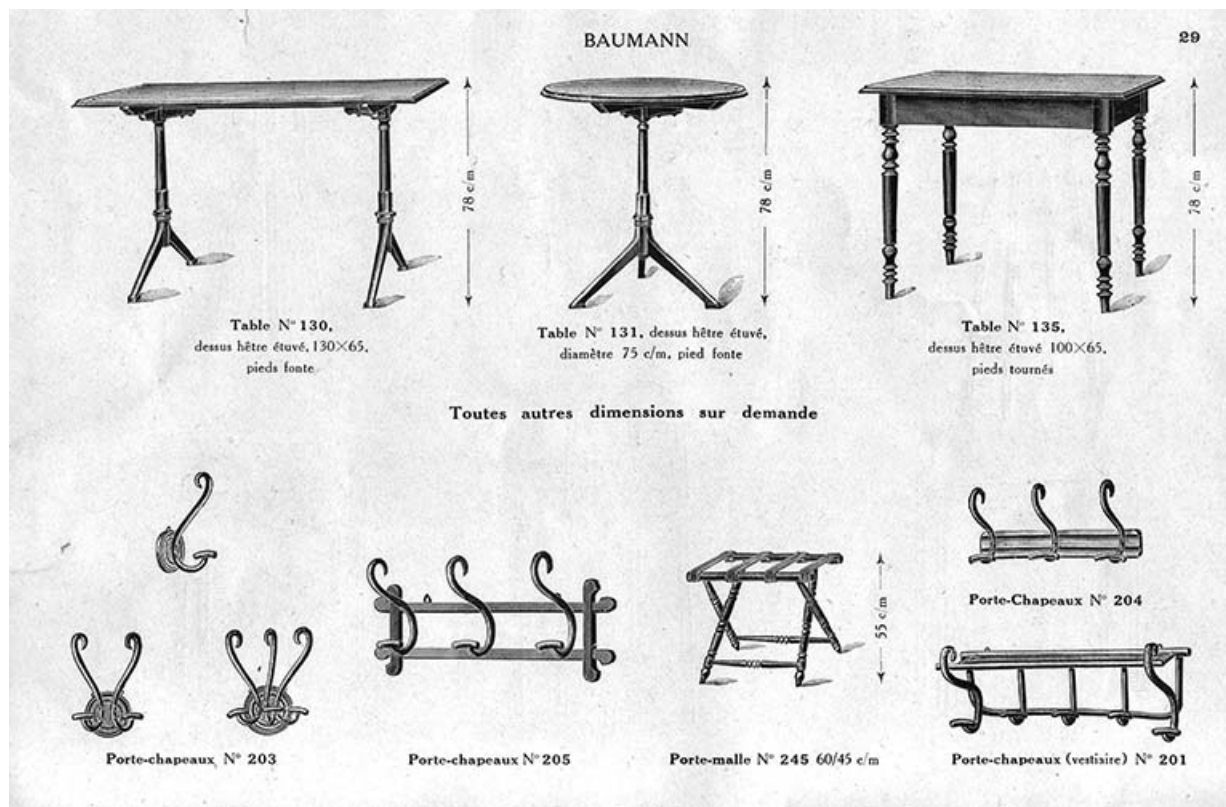 BAUMANN
29
78 c/m
78 c/m
78 c/m
Table N° 130,
dessus hêtre étuvé, 130×65,
pieds fonte
Table N° 131, dessus hêtre étuvé,
diamètre 75 c/m, pied fonte
Table N° 135,
dessus hêtre étuvé 100×65,
pieds tournés
Toutes autres dimensions sur demande
55 c/m
Porte-Chapeaux N° 204
Porte-chapeaux N° 203
Porte-chapeaux N° 205
Porte-malle N° 245 60/45 c/m
Porte-chapeaux (vestiaire) N° 201